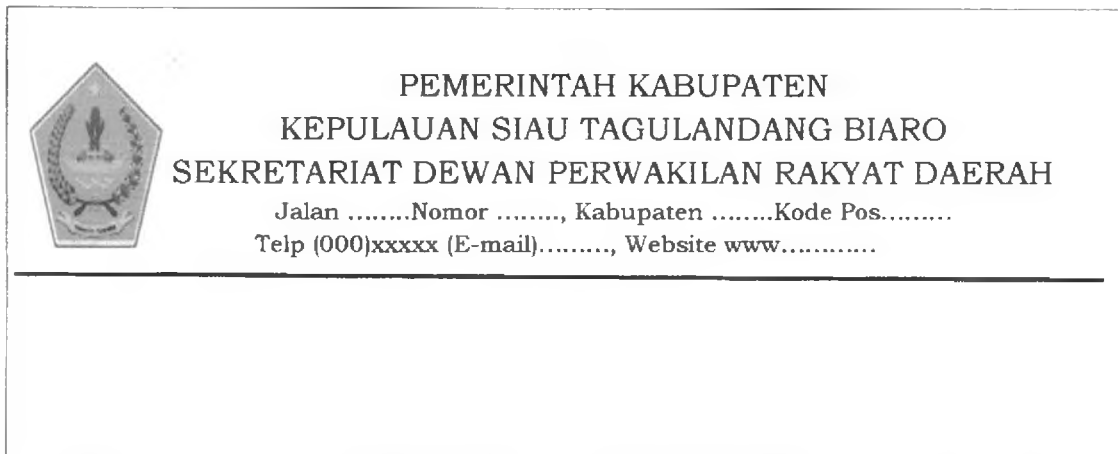 PEMERINTAH KABUPATEN
KEPULAUAN SIAU TAGULANDANG BIARO
SEKRETARIAT DEWAN PERWAKILAN RAKYAT DAERAH
Jalan ........Nomor ........, Kabupaten ........Kode Pos.........
Telp (000)xxxxx (E-mail)........., Website www............